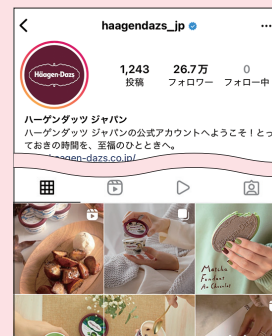 haagendazs_jp
Häagen-Dazs
1,243 26.7万 0
投稿 フォロワー フォロー中
ハーゲンダッツ ジャパン
ハーゲンダッツ ジャパンの公式アカウントへようこそ！とっ
ておきの時間を、至福のひとときへ。
agen-dazs.co.jp/
Matcha
Fondant
Au Chocolat